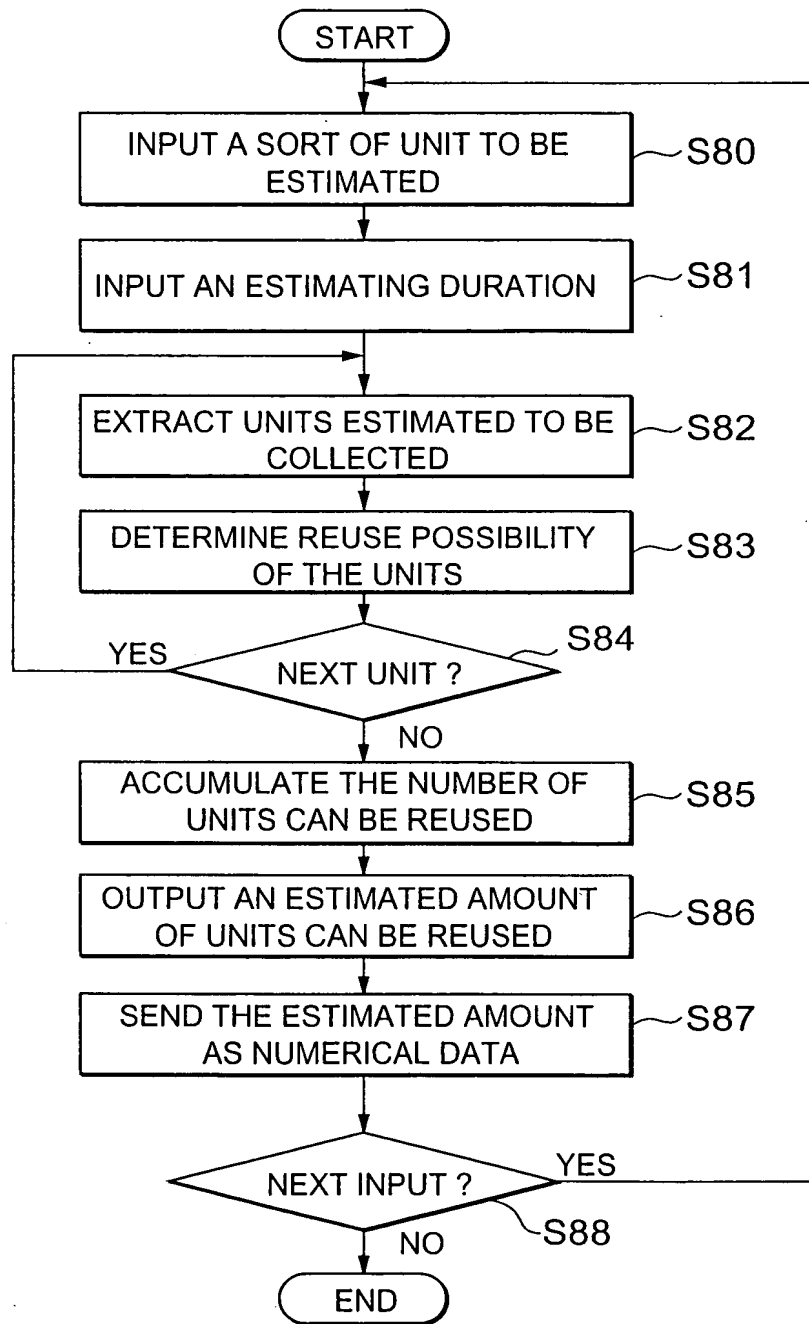 START
INPUT A SORT OF UNIT TO BE
ESTIMATED
S80
INPUT AN ESTIMATING DURATION
S81
EXTRACT UNITS ESTIMATED TO BE
COLLECTED
S82
DETERMINE REUSE POSSIBILITY
OF THE UNITS
S83
YES
NEXT UNIT ?
S84
NO
ACCUMULATE THE NUMBER OF
UNITS CAN BE REUSED
S85
OUTPUT AN ESTIMATED AMOUNT
OF UNITS CAN BE REUSED
S86
SEND THE ESTIMATED AMOUNT
AS NUMERICAL DATA
S87
NEXT INPUT ?
YES
S88
NO
END